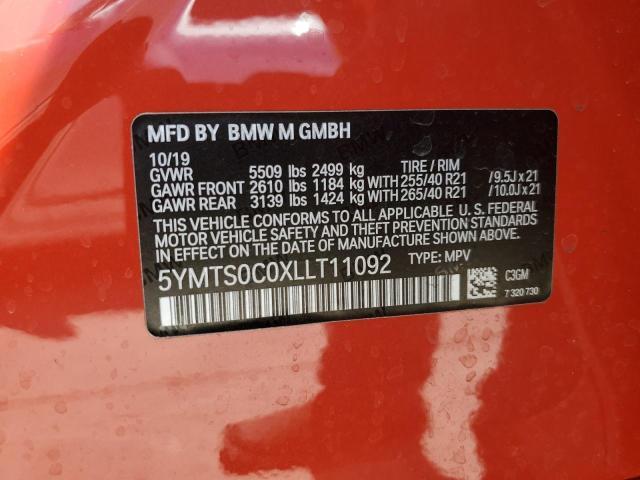 MFD BY BMW M GMBH
10/19
GVWR 5509 lbs 2499 kg TIRE / RIM
GAWR FRONT 2610 lbs 1184 kg WITH 255/40 R21 /9.5J x 21
GAWR REAR 3139 lbs 1424 kg WITH 265/40 R21 /10.0J x 21
THIS VEHICLE CONFORMS TO ALL APPLICABLE U.S. FEDERAL
MOTOR VEHICLE SAFETY AND THEFT PREVENTION STANDARDS
IN EFFECT ON THE DATE OF MANUFACTURE SHOWN ABOVE.
5YMTS0C0XLLT11092 TYPE: MPV
C3GM
7 320 730